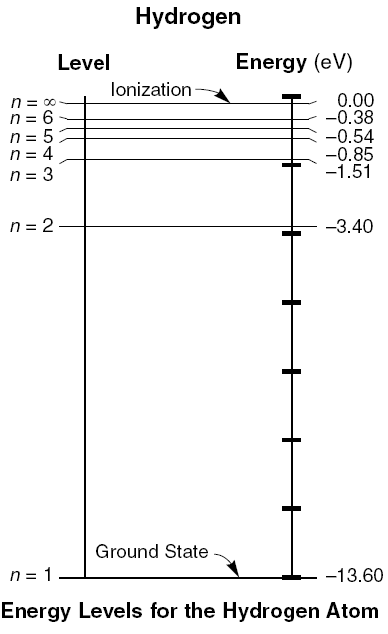 Hydrogen
Level Energy (eV)
Ionization
n = ∞ 0.00
n = 6 –0.38
n = 5 –0.54
n = 4 –0.85
n = 3 –1.51
n = 2 –3.40
Ground State
n = 1 –13.60
Energy Levels for the Hydrogen Atom